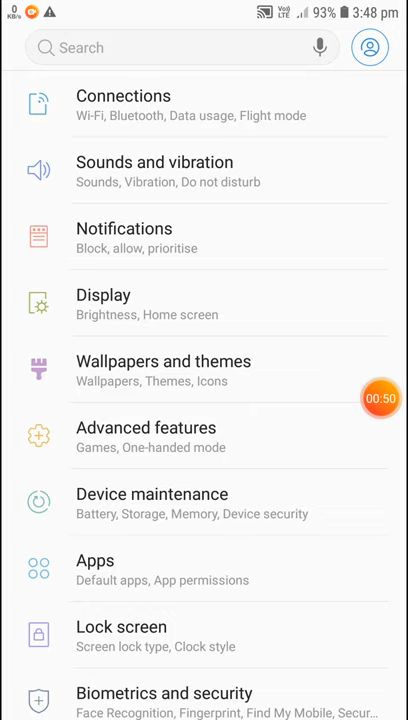 0
KB/s
Vo))
LTE
93%
3:48 pm
Search
Connections
Wi-Fi, Bluetooth, Data usage, Flight mode
Sounds and vibration
Sounds, Vibration, Do not disturb
Notifications
Block, allow, prioritise
Display
Brightness, Home screen
Wallpapers and themes
Wallpapers, Themes, Icons
00:50
Advanced features
Games, One-handed mode
Device maintenance
Battery, Storage, Memory, Device security
Apps
Default apps, App permissions
Lock screen
Screen lock type, Clock style
Biometrics and security
Face Recognition, Fingerprint, Find My Mobile, Secur...